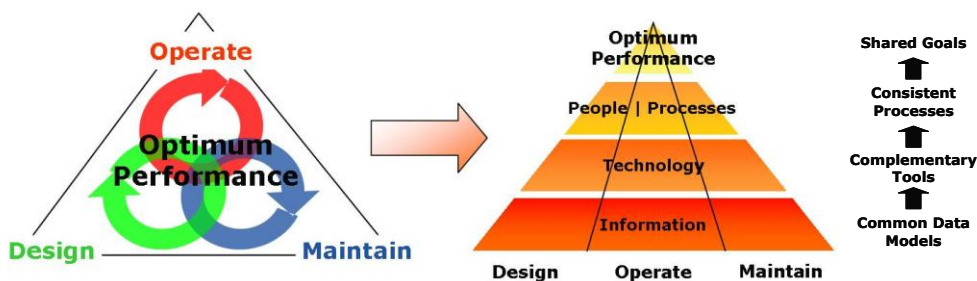 Operate
Optimum
Performance
Design
Maintain
Optimum
Performance
People | Processes
Technology
Information
Design
Operate
Maintain
Shared Goals
Consistent
Processes
Complementary
Tools
Common Data
Models